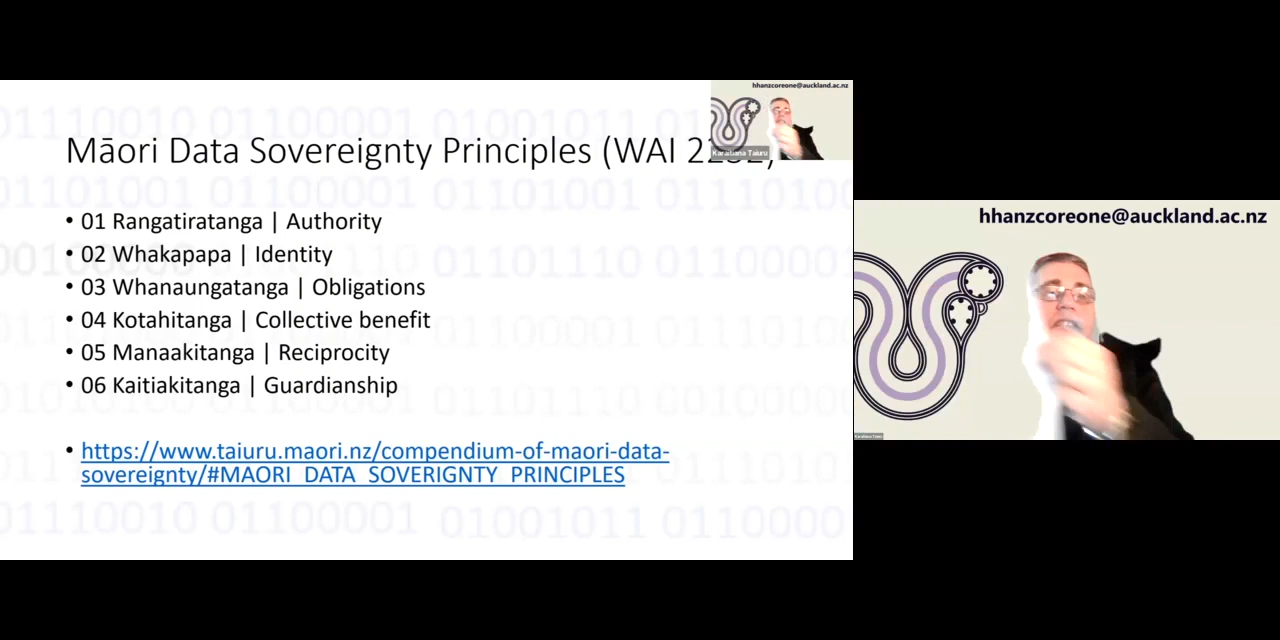 hhanzcoreone@auckland.ac.nz
Māori Data Sovereignty Principles (WAI
Karaitiana Taiuru
• 01 Rangatiratanga | Authority
• 02 Whakapapa | Identity
• 03 Whanaungatanga | Obligations
• 04 Kotahitanga | Collective benefit
• 05 Manaakitanga | Reciprocity
• 06 Kaitiakitanga | Guardianship
• https://www.taiuru.maori.nz/compendium-of-maori-data-
sovereignty/#MAORI_DATA_SOVERIGNTY_PRINCIPLES
hhanzcoreone@auckland.ac.nz